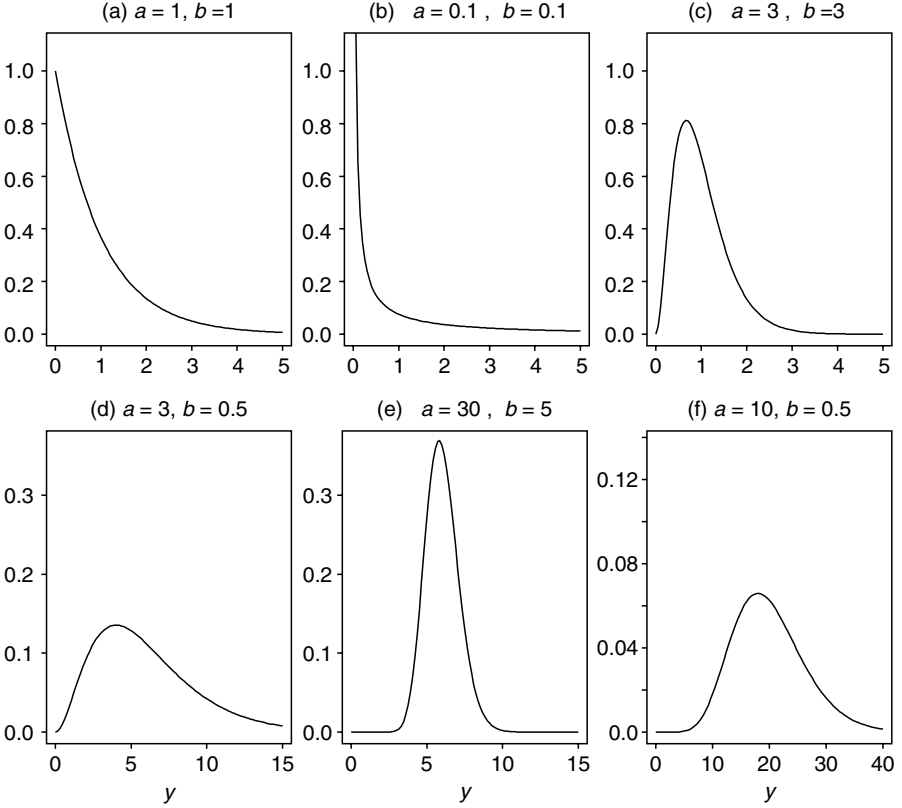 (a) a = 1, b =1
(b) a = 0.1 , b = 0.1
(c) a = 3 , b =3
1.0
0.8
0.6
0.4
0.2
0.0
0 1 2 3 4 5
1.0
0.8
0.6
0.4
0.2
0.0
0 1 2 3 4 5
1.0
0.8
0.6
0.4
0.2
0.0
0 1 2 3 4 5
(d) a = 3, b = 0.5
(e) a = 30 , b = 5
(f) a = 10, b = 0.5
0.3
0.2
0.1
0.0
0 5 10 15
y
0.3
0.2
0.1
0.0
0 5 10 15
y
0.12
0.08
0.04
0.0
0 10 20 30 40
y